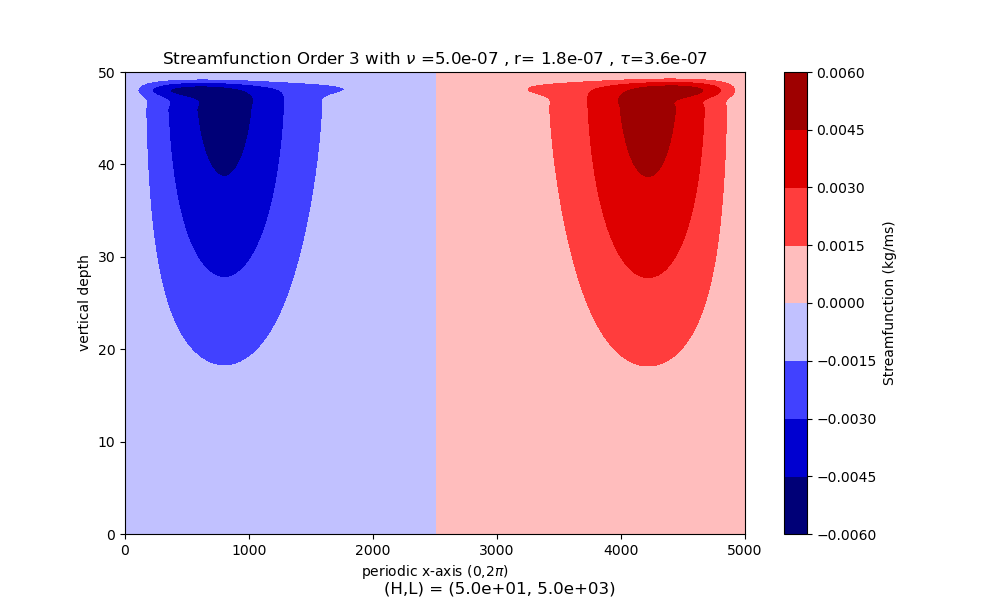 Streamfunction Order 3 with ν =5.0e-07 , r= 1.8e-07 , τ=3.6e-07
vertical depth
50
40
30
20
10
0
0 1000 2000 3000 4000 5000
periodic x-axis (0,2π)
(H,L) = (5.0e+01, 5.0e+03)
0.0060
0.0045
0.0030
0.0015
0.0000
−0.0015
−0.0030
−0.0045
−0.0060
Streamfunction (kg/ms)